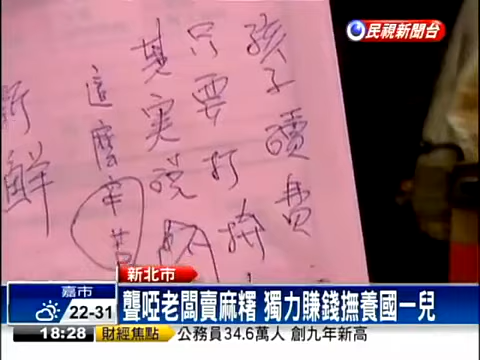 民視新聞台
孩子讀費
只要打拚
其實說
這麼辛苦
新鮮
新北市
聾啞老闆賣麻糬 獨力賺錢撫養國一兒
嘉市
22-31
18:28 財經焦點 公務員34.6萬人 創九年新高